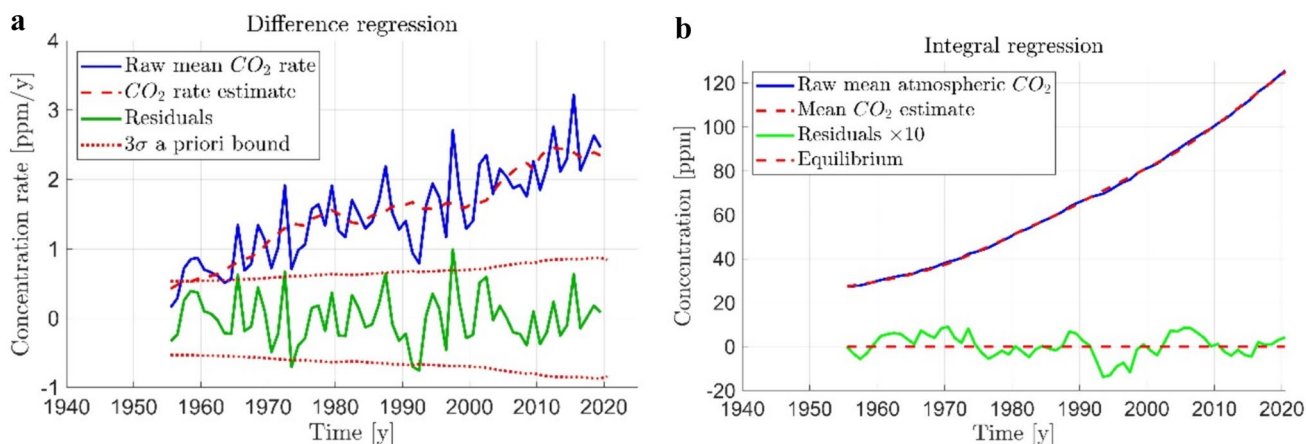 a
Difference regression
Concentration rate [ppm/y]
4
3
2
1
0
-1
Raw mean CO₂ rate
CO₂ rate estimate
Residuals
3σ a priori bound
1940 1950 1960 1970 1980 1990 2000 2010 2020
Time [y]
b
Integral regression
Concentration [ppm]
120
100
80
60
40
20
0
-20
Raw mean atmospheric CO₂
Mean CO₂ estimate
Residuals ×10
Equilibrium
1940 1950 1960 1970 1980 1990 2000 2010 2020
Time [y]